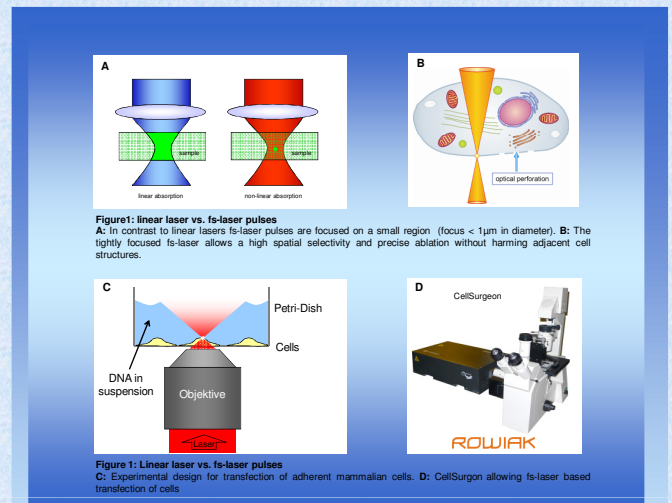 A
sample
sample
linear absorption
non-linear absorption
B
optical perforation
Figure1: linear laser vs. fs-laser pulses
A: In contrast to linear lasers fs-laser pulses are focused on a small region (focus < 1µm in diameter). B: The
tightly focused fs-laser allows a high spatial selectivity and precise ablation without harming adjacent cell
structures.
C
Petri-Dish
Cells
DNA in
suspension
Objektive
Laser
D
CellSurgeon
ROWIAK
Figure 1: Linear laser vs. fs-laser pulses
C: Experimental design for transfection of adherent mammalian cells. D: CellSurgon allowing fs-laser based
transfection of cells